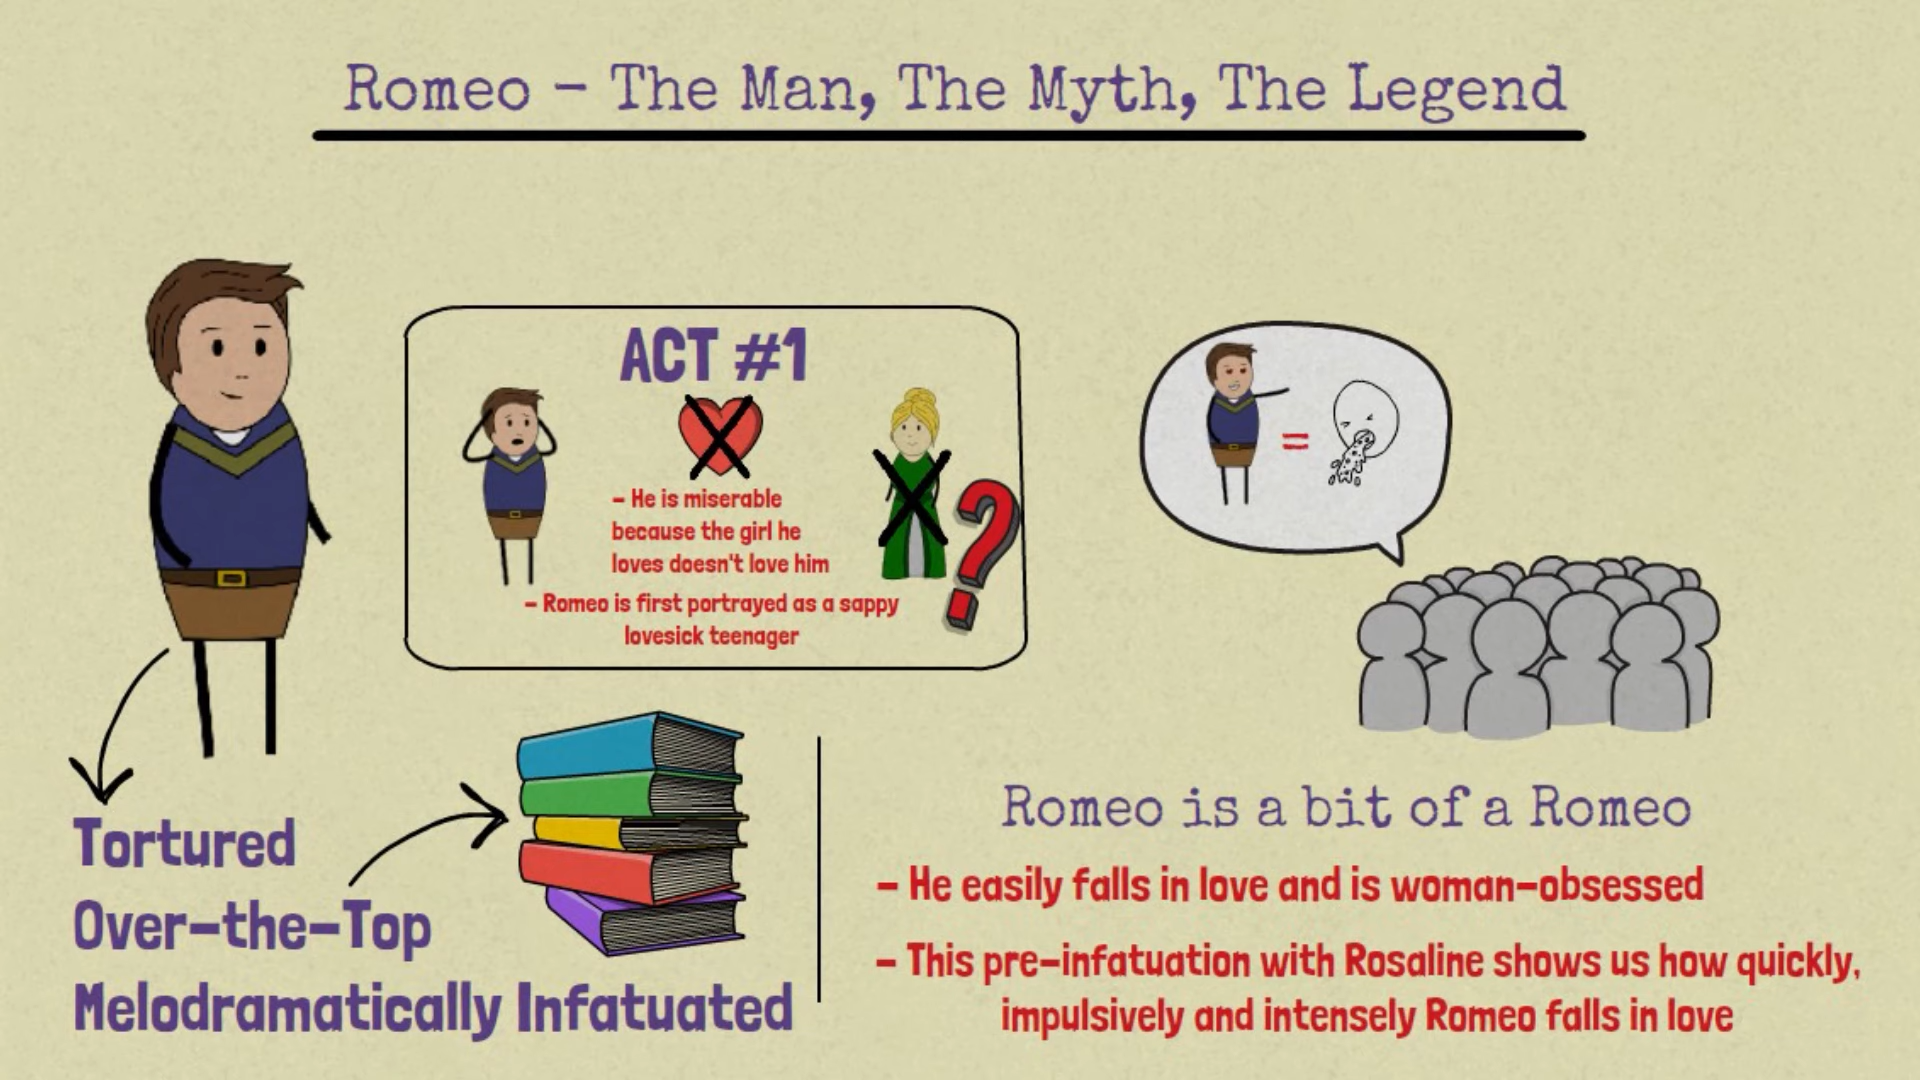 Romeo - The Man, The Myth, The Legend
ACT #1
- He is miserable
because the girl he
loves doesn't love him
- Romeo is first portrayed as a sappy
lovesick teenager
Tortured
Over-the-Top
Melodramatically Infatuated
Romeo is a bit of a Romeo
- He easily falls in love and is woman-obsessed
- This pre-infatuation with Rosaline shows us how quickly,
impulsively and intensely Romeo falls in love